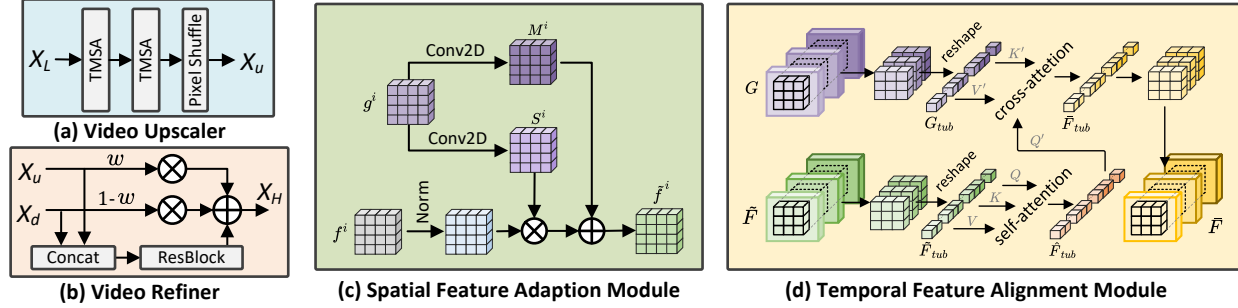 X_L
TMSA
TMSA
Pixel Shuffle
X_u
(a) Video Upscaler
X_u
w
X_d
1-w
X_H
Concat
ResBlock
(b) Video Refiner
M^i
Conv2D
g^i
S^i
Conv2D
Norm
f^i
f̃^i
(c) Spatial Feature Adaption Module
G
reshape
K'
V'
G_tub
cross-attetion
F̄_tub
Q'
F̃
reshape
Q
K
V
F̃_tub
self-attention
F̂_tub
F̄
(d) Temporal Feature Alignment Module